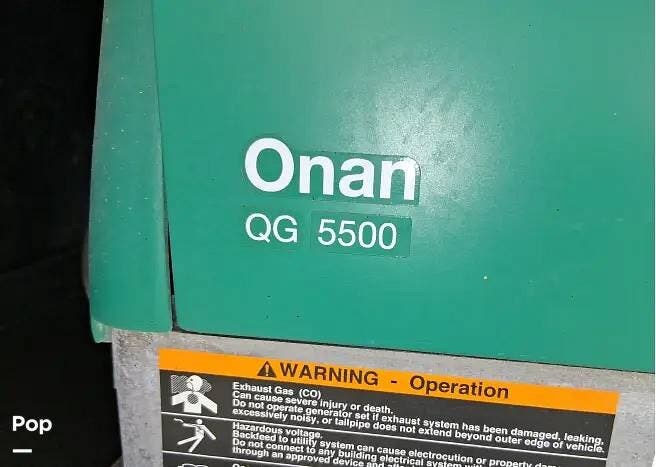 Onan
QG 5500
WARNING - Operation
Exhaust Gas (CO)
Can cause severe injury or death.
Do not operate generator set if exhaust system has been damaged, leaking,
excessively noisy, or tailpipe does not extend beyond outer edge of vehicle.
Hazardous voltage.
Backfeed to utility system can cause electrocution or property
Do not connect to any building electrical system
through an approved device and
Pop